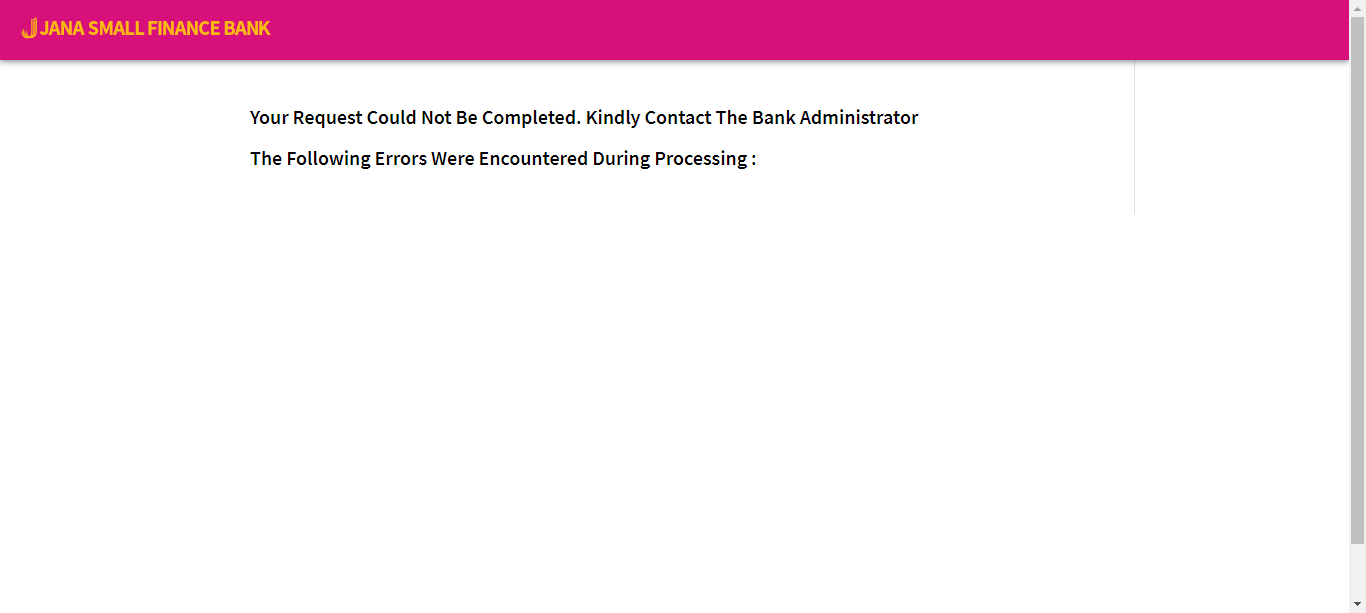 JANA SMALL FINANCE BANK
Your Request Could Not Be Completed. Kindly Contact The Bank Administrator
The Following Errors Were Encountered During Processing :